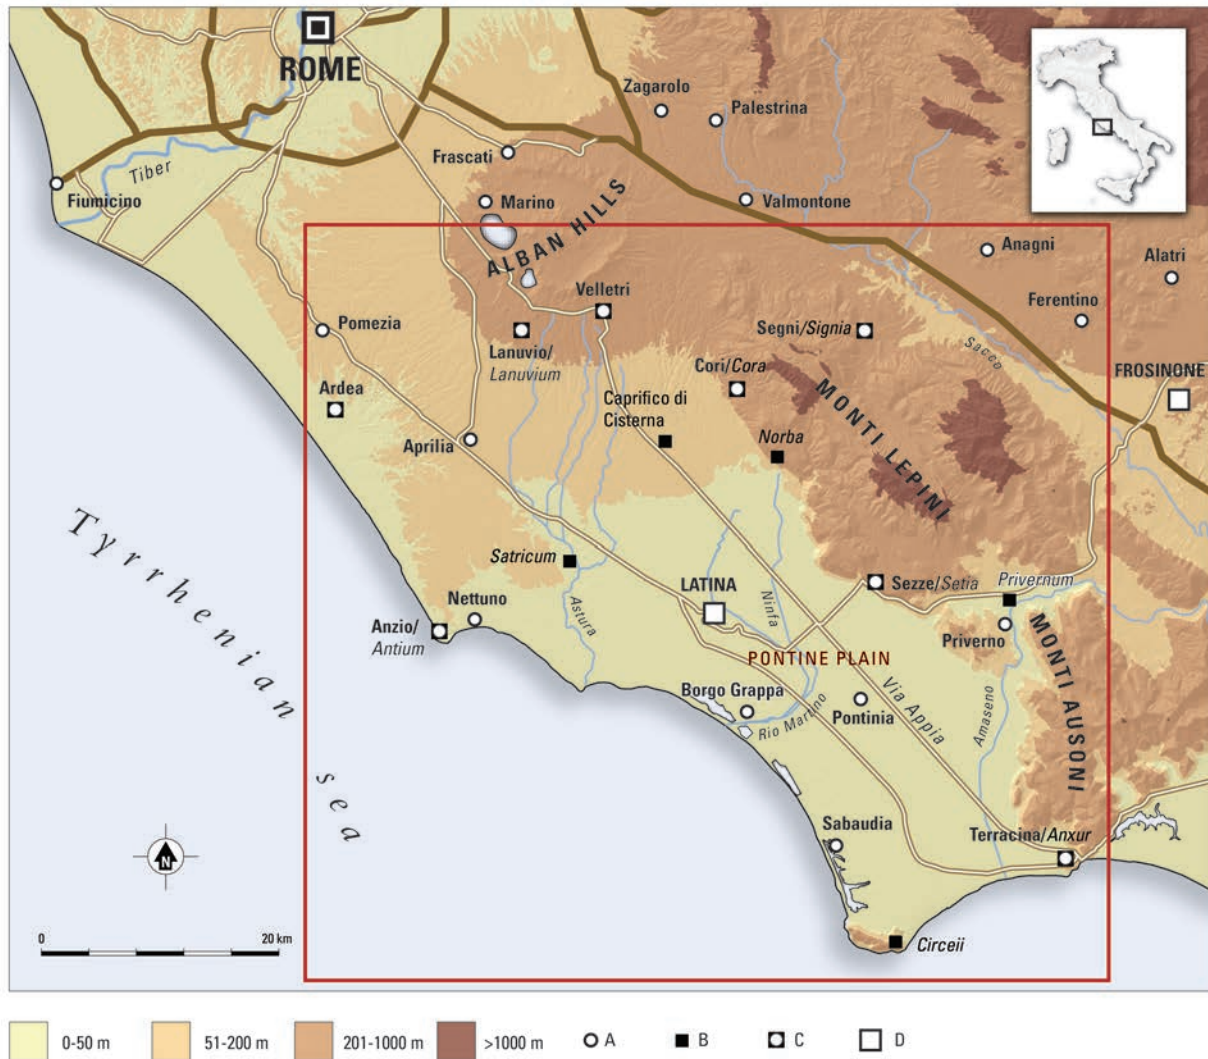 ROME
Zagarolo
Palestrina
Frascati
Tiber
Fiumicino
Marino
Valmontone
ALBAN HILLS
Anagni
Alatri
Velletri
Ferentino
Pomezia
Lanuvio/
Lanuvium
Segni/Signia
Sacco
Cori/Cora
FROSINONE
Ardea
Caprifico di
Cisterna
MONTI LEPINI
Aprilia
Norba
Tyrrhenian
sea
Satricum
Astura
LATINA
Ninfa
Sezze/Setia
Privernum
Nettuno
Anzio/
Antium
Priverno
MONTI AUSONI
PONTINE PLAIN
Borgo Grappa
Rio Martino
Pontinia
Via Appia
Amaseno
Sabaudia
Terracina/Anxur
Circeii
N
0 20 km
0-50 m 51-200 m 201-1000 m >1000 m A B C D